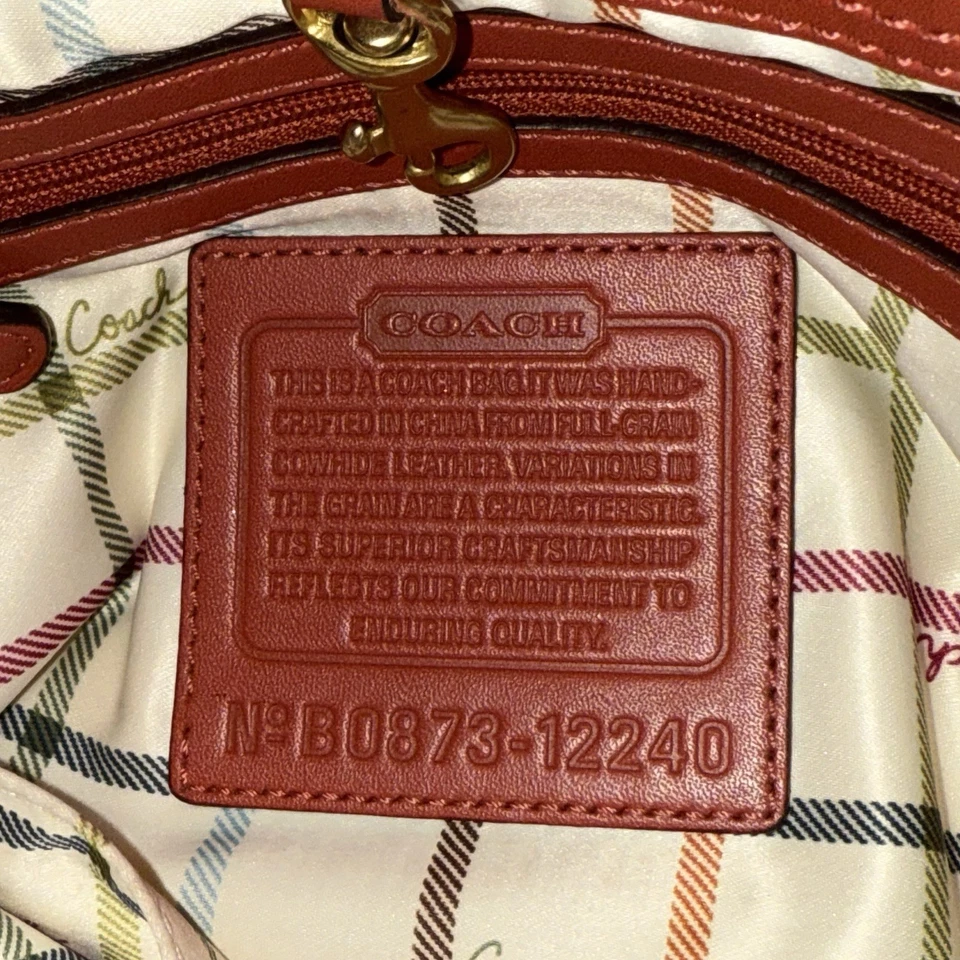 Coach
COACH
THIS IS A COACH BAG. IT WAS HAND-
CRAFTED IN CHINA FROM FULL-GRAIN
COWHIDE LEATHER. VARIATIONS IN
THE GRAIN ARE A CHARACTERISTIC.
ITS SUPERIOR CRAFTSMANSHIP
REFLECTS OUR COMMITMENT TO
ENDURING QUALITY.
Nº B0873-12240